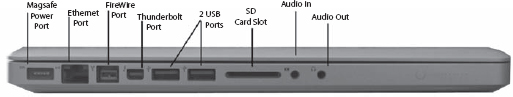 Magsafe
Power
Port
Ethernet
Port
FireWire
Port
Thunderbolt
Port
2 USB
Ports
SD
Card Slot
Audio In
Audio Out